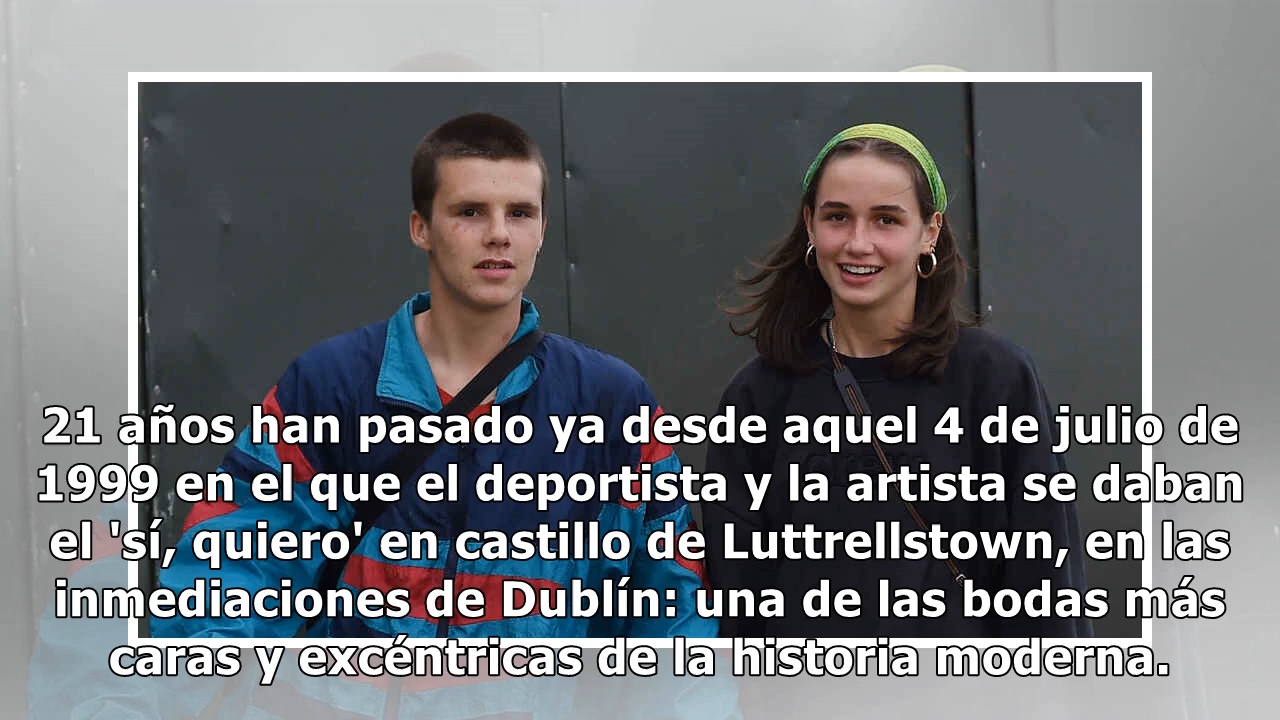 21 años han pasado ya desde aquel 4 de julio de
1999 en el que el deportista y la artista se daban
el 'sí, quiero' en castillo de Luttrellstown, en las
inmediaciones de Dublín: una de las bodas más
caras y excéntricas de la historia moderna.